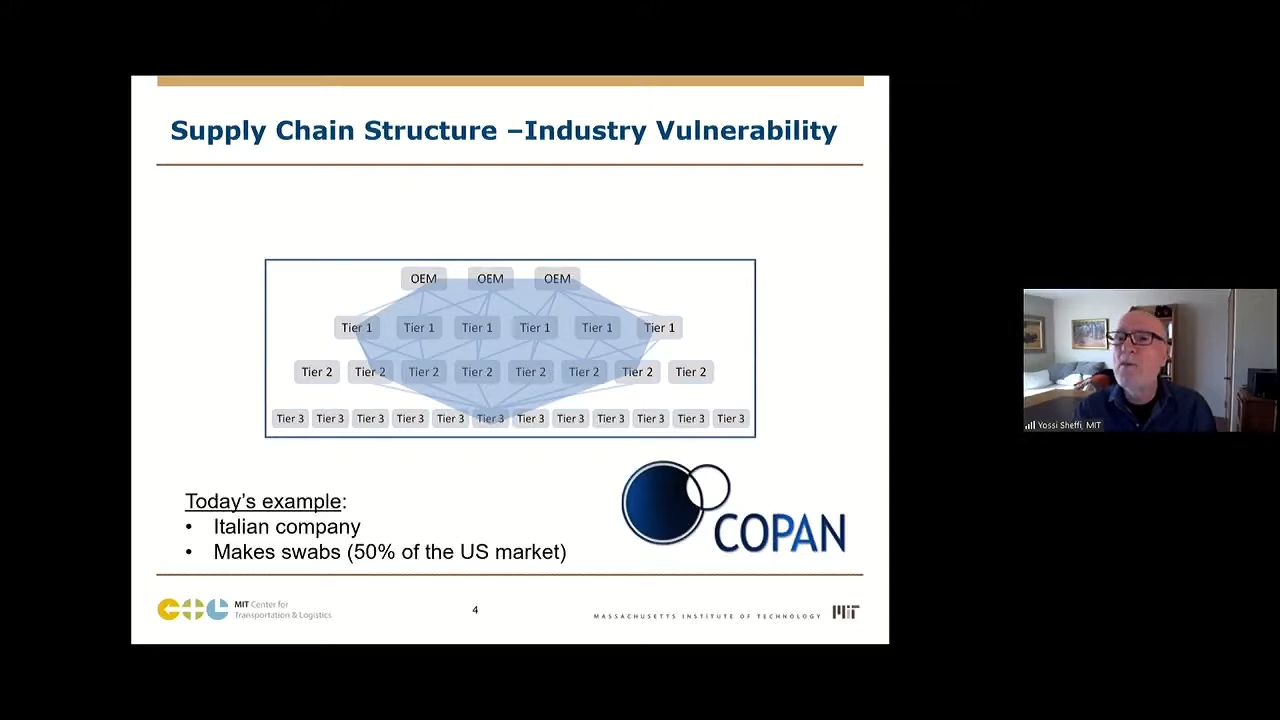 Supply Chain Structure –Industry Vulnerability
OEM OEM OEM
Tier 1 Tier 1 Tier 1 Tier 1 Tier 1 Tier 1
Tier 2 Tier 2 Tier 2 Tier 2 Tier 2 Tier 2 Tier 2 Tier 2
Tier 3 Tier 3 Tier 3 Tier 3 Tier 3 Tier 3 Tier 3 Tier 3 Tier 3 Tier 3 Tier 3 Tier 3
Yossi Sheffi, MIT
Today's example:
• Italian company
• Makes swabs (50% of the US market)
COPAN
MIT Center for
Transportation & Logistics
4
MASSACHUSETTS INSTITUTE OF TECHNOLOGY MIT